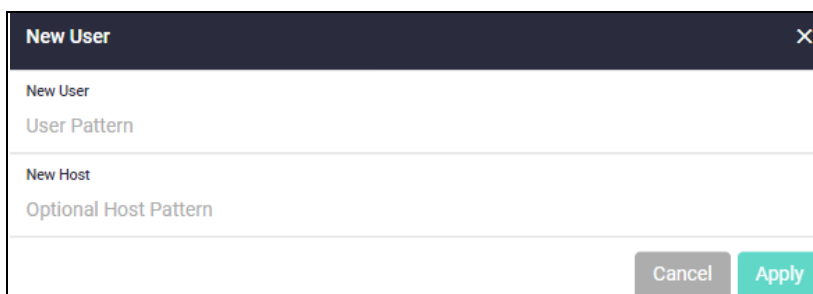 New User
New User
User Pattern
New Host
Optional Host Pattern
Cancel Apply